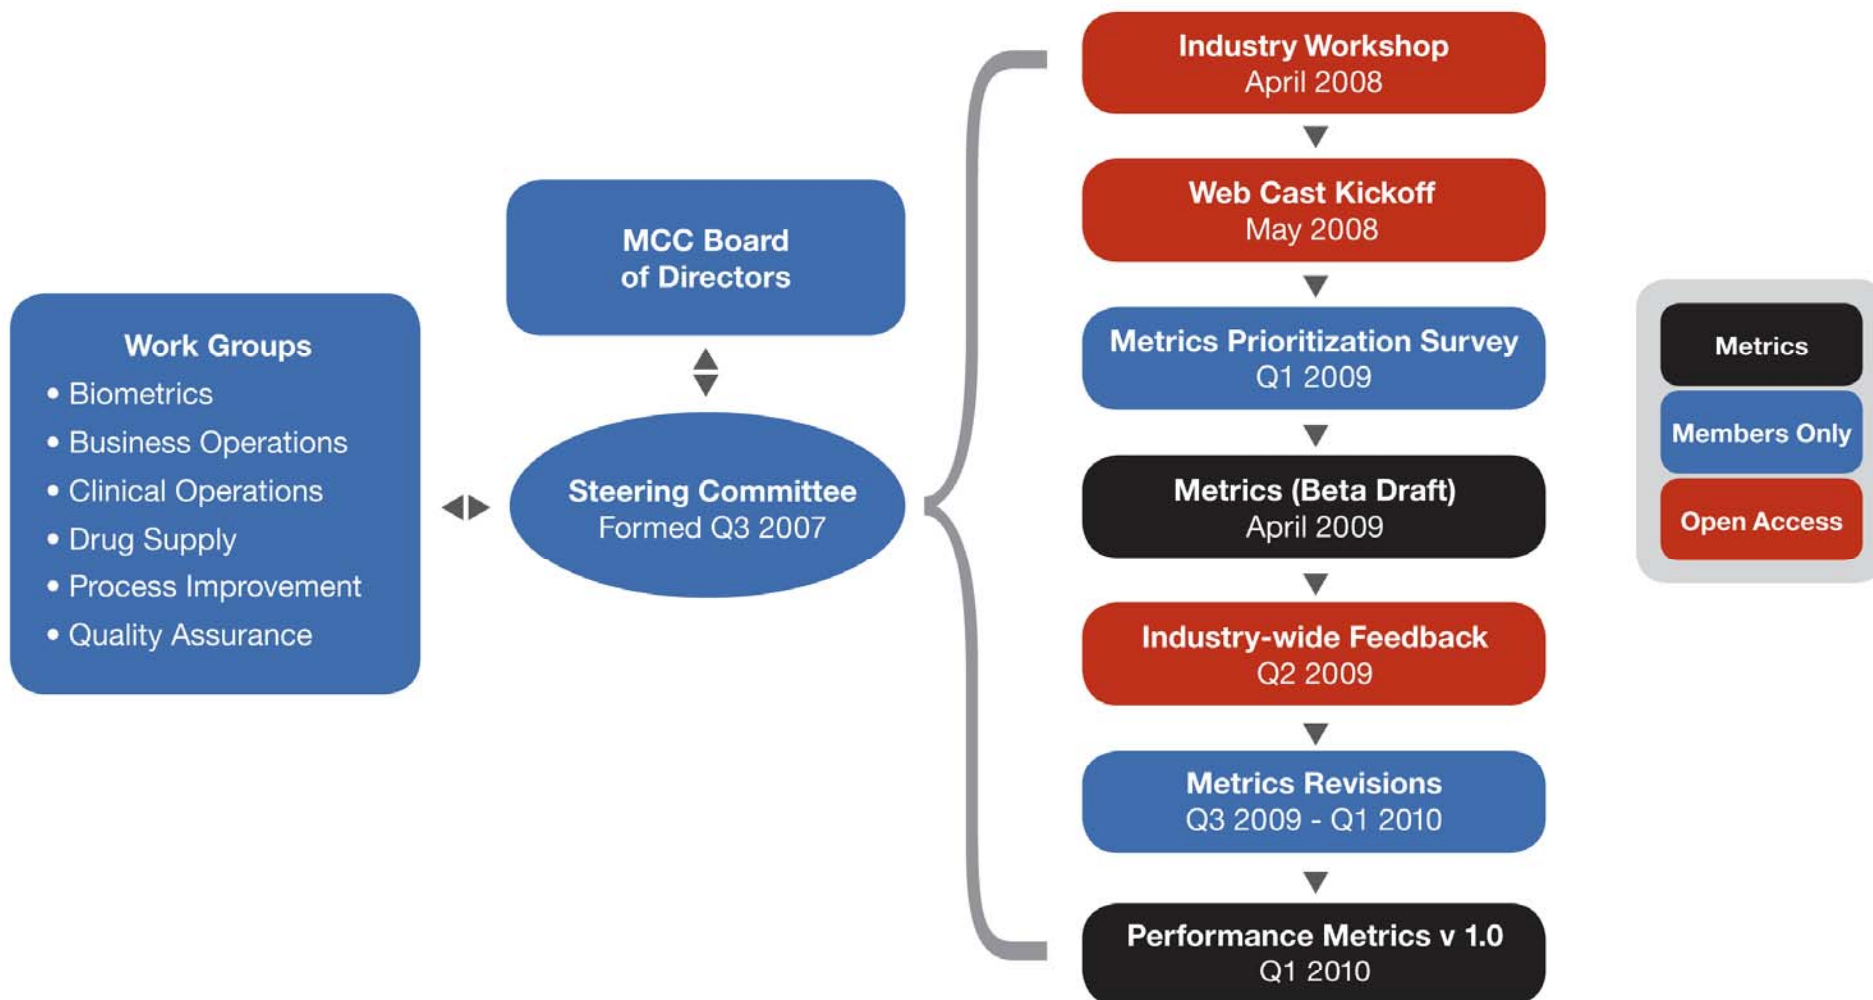 Work Groups
• Biometrics
• Business Operations
• Clinical Operations
• Drug Supply
• Process Improvement
• Quality Assurance
MCC Board
of Directors
Steering Committee
Formed Q3 2007
Industry Workshop
April 2008
Web Cast Kickoff
May 2008
Metrics Prioritization Survey
Q1 2009
Metrics (Beta Draft)
April 2009
Industry-wide Feedback
Q2 2009
Metrics Revisions
Q3 2009 - Q1 2010
Performance Metrics v 1.0
Q1 2010
Metrics
Members Only
Open Access